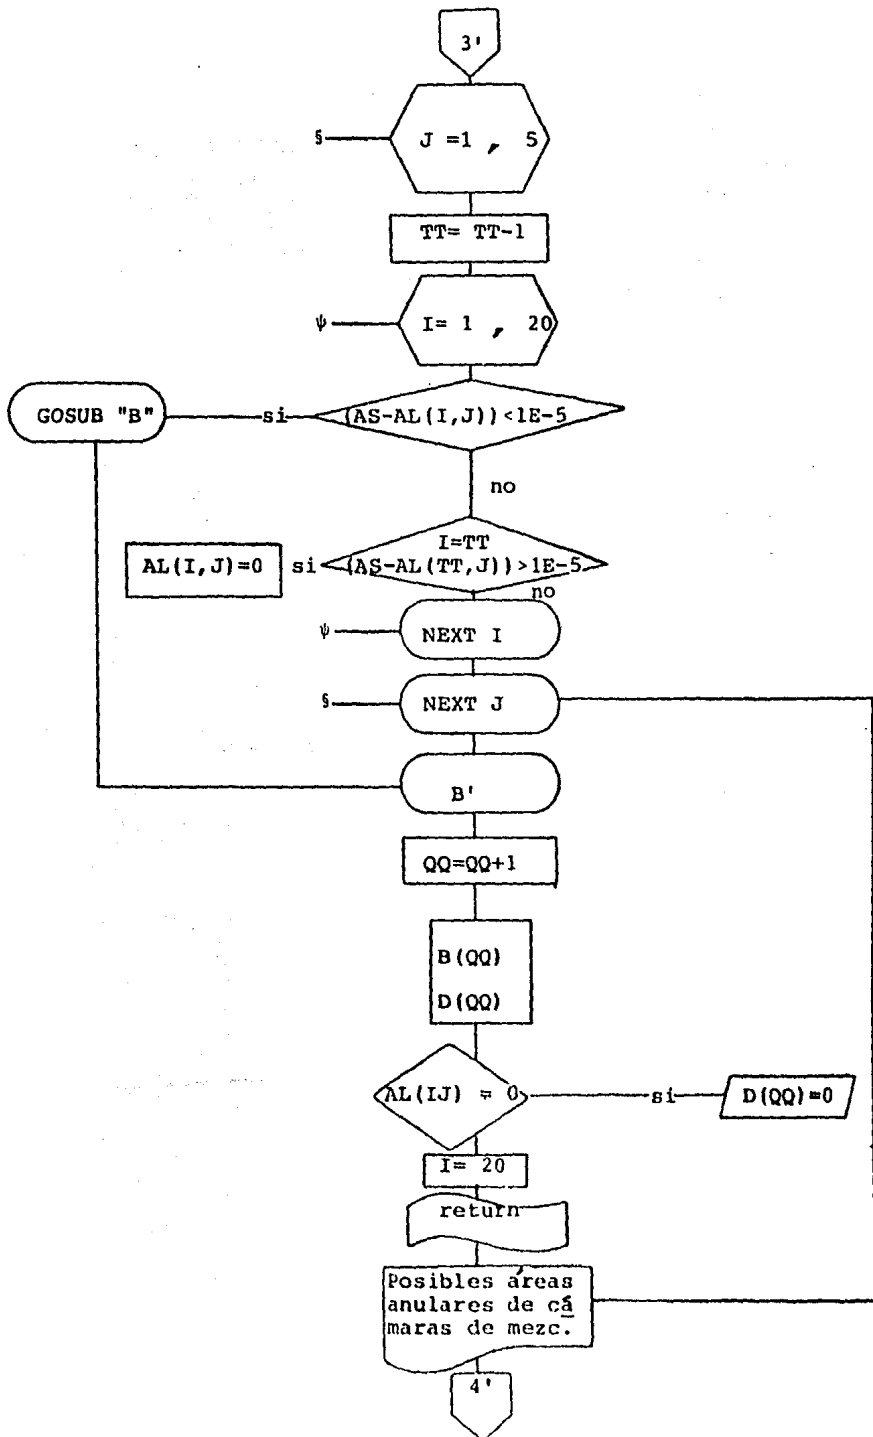 3'
§
J =1 , 5
TT= TT-1
ψ
I= 1 , 20
GOSUB "B"
si
(AS-AL(I,J))<1E-5
no
I=TT
AL(I,J)=0
si
(AS-AL(TT,J))>1E-5
no
ψ
NEXT I
§
NEXT J
B'
QQ=QQ+1
B(QQ)
D(QQ)
AL(IJ) = 0
si
D(QQ)=0
I= 20
return
Posibles áreas
anulares de cá
maras de mezc.
4'